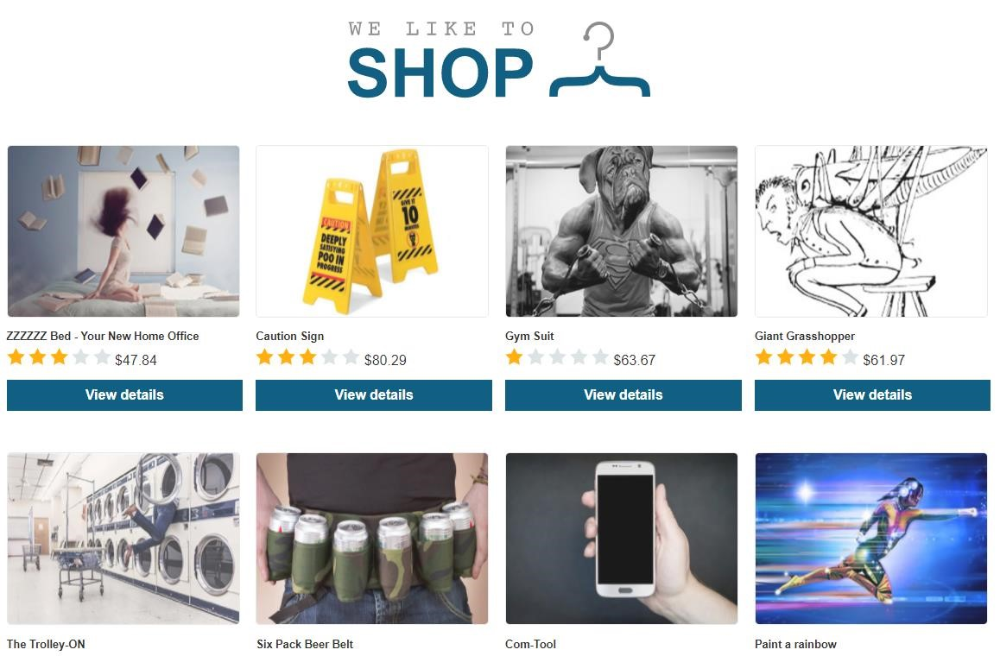 WE LIKE TO
SHOP
CAUTION
DEEPLY
SATISFYING
POO IN
PROGRESS
GIVE IT
10
MINUTES
ZZZZZZ Bed - Your New Home Office
Caution Sign
Gym Suit
Giant Grasshopper
$47.84
$80.29
$63.67
$61.97
View details
View details
View details
View details
The Trolley-ON
Six Pack Beer Belt
Com-Tool
Paint a rainbow